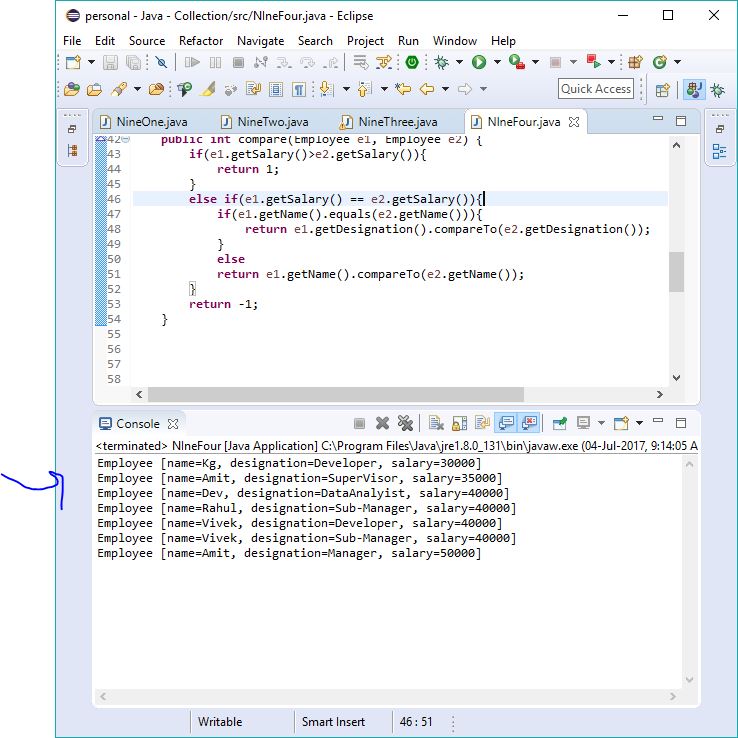 personal - Java - Collection/src/NIneFour.java - Eclipse
File Edit Source Refactor Navigate Search Project Run Window Help
Quick Access
NineOne.java NineTwo.java NineThree.java NIneFour.java
42 public int compare(Employee e1, Employee e2) {
43 if(e1.getSalary()>e2.getSalary()){
44 return 1;
45 }
46 else if(e1.getSalary() == e2.getSalary()){
47 if(e1.getName().equals(e2.getName())){
48 return e1.getDesignation().compareTo(e2.getDesignation());
49 }
50 else
51 return e1.getName().compareTo(e2.getName());
52 }
53 return -1;
54 }
55
56
57
58
Console
<terminated> NIneFour [Java Application] C:\Program Files\Java\jre1.8.0_131\bin\javaw.exe (04-Jul-2017, 9:14:05 A
Employee [name=Kg, designation=Developer, salary=30000]
Employee [name=Amit, designation=SuperVisor, salary=35000]
Employee [name=Dev, designation=DataAnalyist, salary=40000]
Employee [name=Rahul, designation=Sub-Manager, salary=40000]
Employee [name=Vivek, designation=Developer, salary=40000]
Employee [name=Vivek, designation=Sub-Manager, salary=40000]
Employee [name=Amit, designation=Manager, salary=50000]
Writable Smart Insert 46 : 51